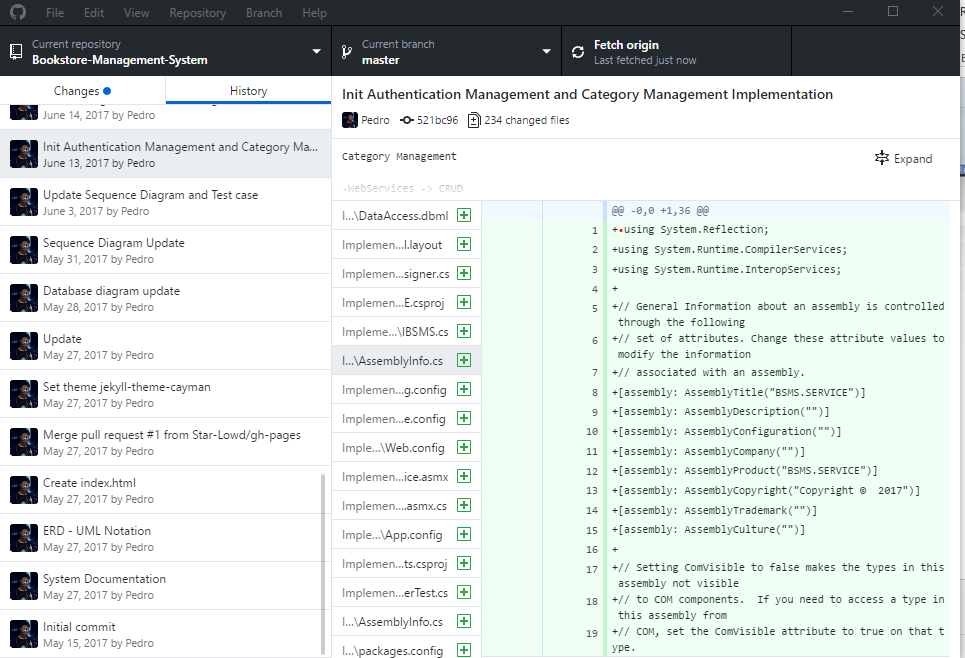 File Edit View Repository Branch Help
Current repository
Bookstore-Management-System
Current branch
master
Fetch origin
Last fetched just now
Changes
History
June 14, 2017 by Pedro
Init Authentication Management and Category Ma...
June 13, 2017 by Pedro
Update Sequence Diagram and Test case
June 3, 2017 by Pedro
Sequence Diagram Update
May 31, 2017 by Pedro
Database diagram update
May 28, 2017 by Pedro
Update
May 27, 2017 by Pedro
Set theme jekyll-theme-cayman
May 27, 2017 by Pedro
Merge pull request #1 from Star-Lowd/gh-pages
May 27, 2017 by Pedro
Create index.html
May 27, 2017 by Pedro
ERD - UML Notation
May 27, 2017 by Pedro
System Documentation
May 27, 2017 by Pedro
Initial commit
May 15, 2017 by Pedro
Init Authentication Management and Category Management Implementation
Pedro 521bc96 234 changed files
Category Management
Expand
-WebServices -> CRUD
I...\DataAccess.dbml
Implemen...l.layout
Implemen...signer.cs
Implemen...E.csproj
Impleme...\IBSMS.cs
I...\AssemblyInfo.cs
Implemen...g.config
Implemen...e.config
Imple...\Web.config
Implemen...ice.asmx
Implemen...asmx.cs
Imple...\App.config
Implemen...ts.csproj
Implemen...erTest.cs
I...\AssemblyInfo.cs
I...\packages.config
@@ -0,0 +1,36 @@
1 +•using System.Reflection;
2 +using System.Runtime.CompilerServices;
3 +using System.Runtime.InteropServices;
4 +
5 +// General Information about an assembly is controlled
through the following
6 +// set of attributes. Change these attribute values to
modify the information
7 +// associated with an assembly.
8 +[assembly: AssemblyTitle("BSMS.SERVICE")]
9 +[assembly: AssemblyDescription("")]
10 +[assembly: AssemblyConfiguration("")]
11 +[assembly: AssemblyCompany("")]
12 +[assembly: AssemblyProduct("BSMS.SERVICE")]
13 +[assembly: AssemblyCopyright("Copyright ©  2017")]
14 +[assembly: AssemblyTrademark("")]
15 +[assembly: AssemblyCulture("")]
16 +
17 +// Setting ComVisible to false makes the types in this
assembly not visible
18 +// to COM components.  If you need to access a type in
this assembly from
19 +// COM, set the ComVisible attribute to true on that t
ype.